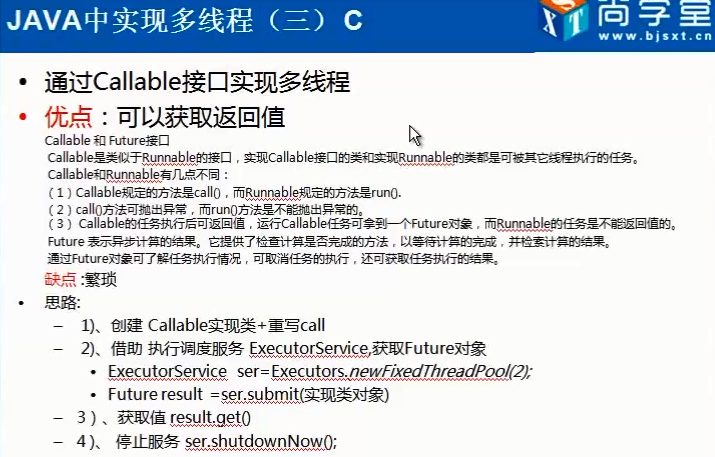 JAVA中实现多线程（三）C
尚学堂
www.bjsxt.cn
• 通过Callable接口实现多线程
• 优点：可以获取返回值
Callable 和 Future接口
Callable是类似于Runnable的接口，实现Callable接口的类和实现Runnable的类都是可被其它线程执行的任务。
Callable和Runnable有几点不同：
（1）Callable规定的方法是call()，而Runnable规定的方法是run().
（2）call()方法可抛出异常，而run()方法是不能抛出异常的。
（3） Callable的任务执行后可返回值，运行Callable任务可拿到一个Future对象，而Runnable的任务是不能返回值的。
Future 表示异步计算的结果。它提供了检查计算是否完成的方法，以等待计算的完成，并检索计算的结果。
通过Future对象可了解任务执行情况，可取消任务的执行，还可获取任务执行的结果。
缺点 :繁琐
• 思路:
– 1)、创建 Callable实现类+重写call
– 2)、借助 执行调度服务 ExecutorService,获取Future对象
• ExecutorService ser=Executors.newFixedThreadPool(2);
• Future result =ser.submit(实现类对象)
– 3 ) 、获取值 result.get()
– 4 )、 停止服务 ser.shutdownNow();